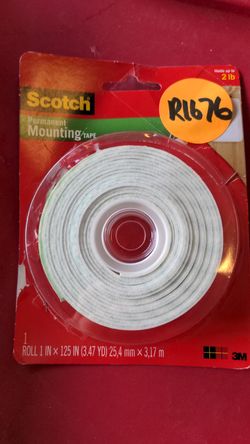 Holds up to
2 lb
Scotch
R1676
Permanent
Mounting TAPE
1
ROLL 1 IN × 125 IN (3.47 YD) 25,4 mm × 3,17 m
3M